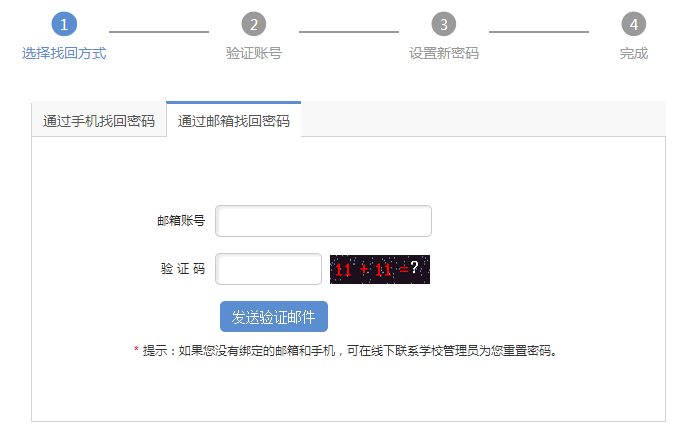 1 2 3 4
选择找回方式 验证账号 设置新密码 完成
通过手机找回密码 通过邮箱找回密码
邮箱账号
验 证 码 11 + 11 = ?
发送验证邮件
* 提示：如果您没有绑定的邮箱和手机，可在线下联系学校管理员为您重置密码。